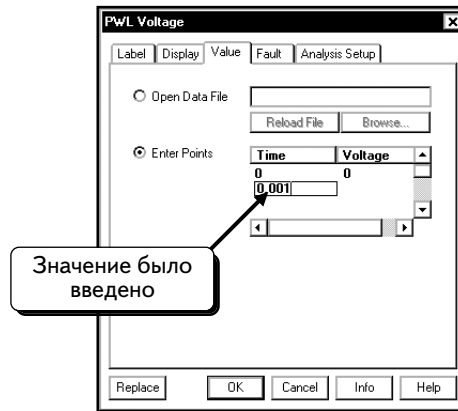 PWL Voltage
Label Display Value Fault Analysis Setup
Open Data File
Reload File Browse...
Enter Points
Time Voltage
0 0
0.001
Значение было
введено
Replace OK Cancel Info Help